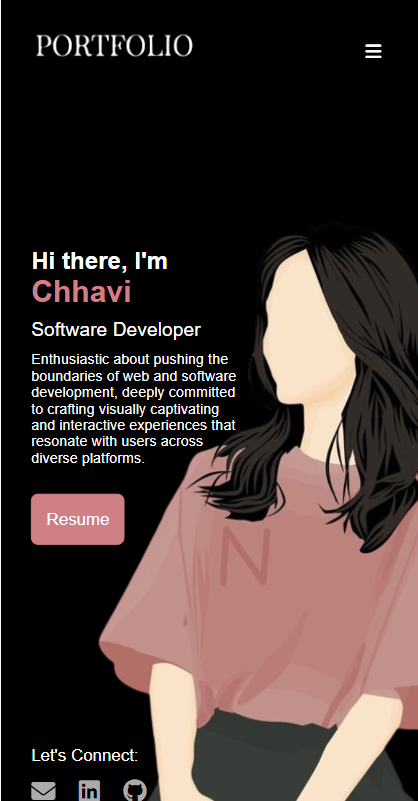 PORTFOLIO
Hi there, I'm
Chhavi
Software Developer
Enthusiastic about pushing the
boundaries of web and software
development, deeply committed
to crafting visually captivating
and interactive experiences that
resonate with users across
diverse platforms.
N
Resume
Let's Connect:
in